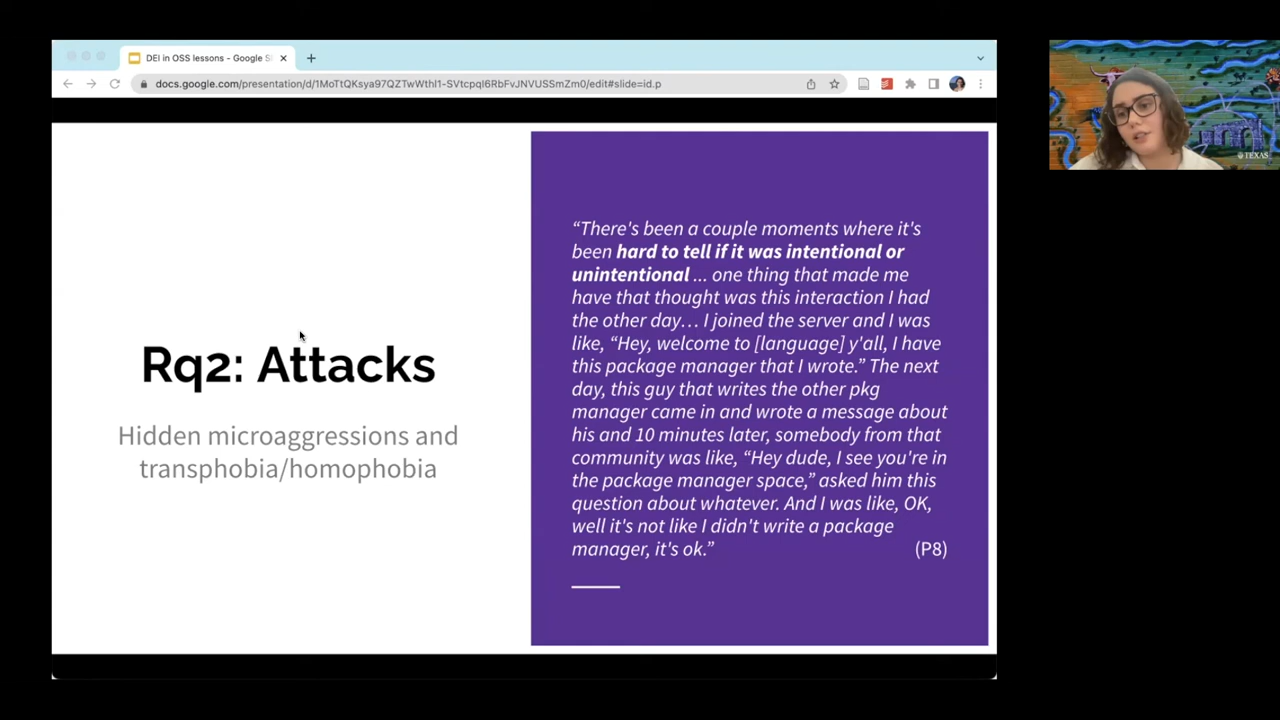 DEI in OSS lessons - Google S
docs.google.com/presentation/d/1MoTtQKsya97QZTwWthl1-SVtcpqI6RbFvJNVUSSmZm0/edit#slide=id.p
Rq2: Attacks
Hidden microaggressions and
transphobia/homophobia
“There's been a couple moments where it's
been hard to tell if it was intentional or
unintentional ... one thing that made me
have that thought was this interaction I had
the other day… I joined the server and I was
like, “Hey, welcome to [language] y'all, I have
this package manager that I wrote.” The next
day, this guy that writes the other pkg
manager came in and wrote a message about
his and 10 minutes later, somebody from that
community was like, “Hey dude, I see you're in
the package manager space,” asked him this
question about whatever. And I was like, OK,
well it's not like I didn't write a package
manager, it's ok.” (P8)
@TEXAS